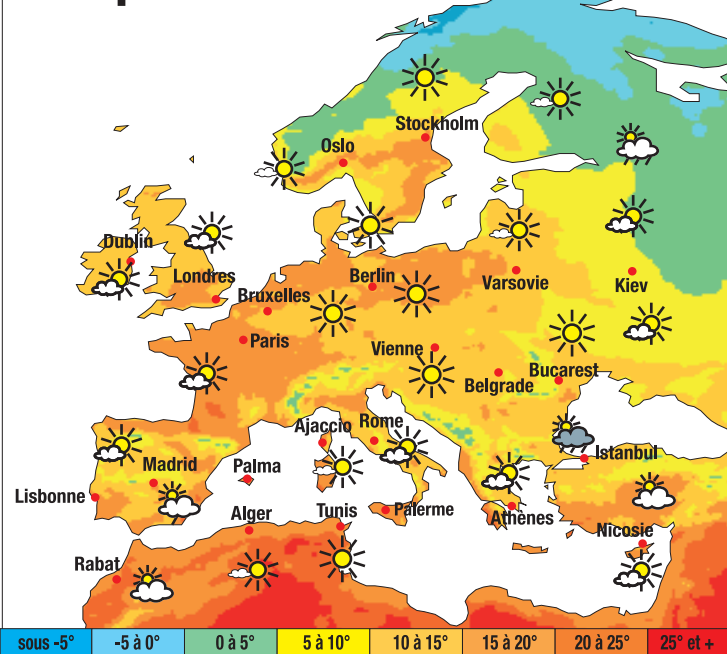 Stockholm
Oslo
Dublin
Londres
Berlin
Varsovie
Kiev
Bruxelles
Paris
Vienne
Belgrade
Bucarest
Ajaccio
Rome
Istanbul
Madrid
Palma
Lisbonne
Alger
Tunis
Palerme
Athènes
Nicosie
Rabat
sous -5° -5 à 0° 0 à 5° 5 à 10° 10 à 15° 15 à 20° 20 à 25° 25° et +